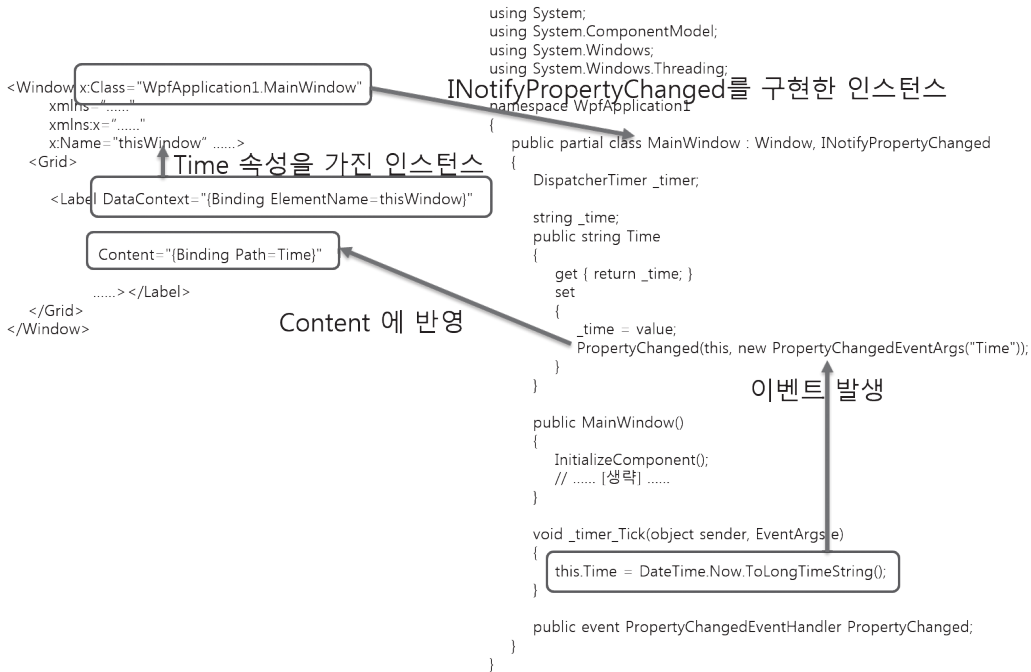 <Window x:Class="WpfApplication1.MainWindow"
xmlns="......"
xmlns:x="......"
x:Name="thisWindow" ......>
<Grid>
Time 속성을 가진 인스턴스
<Label DataContext="{Binding ElementName=thisWindow}"
Content="{Binding Path=Time}"
......></Label>
</Grid>
</Window>
Content 에 반영
using System;
using System.ComponentModel;
using System.Windows;
using System.Windows.Threading;
INotifyPropertyChanged를 구현한 인스턴스
namespace WpfApplication1
{
public partial class MainWindow : Window, INotifyPropertyChanged
{
DispatcherTimer _timer;
string _time;
public string Time
{
get { return _time; }
set
{
_time = value;
PropertyChanged(this, new PropertyChangedEventArgs("Time"));
}
}
이벤트 발생
public MainWindow()
{
InitializeComponent();
// ...... [생략] ......
}
void _timer_Tick(object sender, EventArgs e)
{
this.Time = DateTime.Now.ToLongTimeString();
}
public event PropertyChangedEventHandler PropertyChanged;
}
}